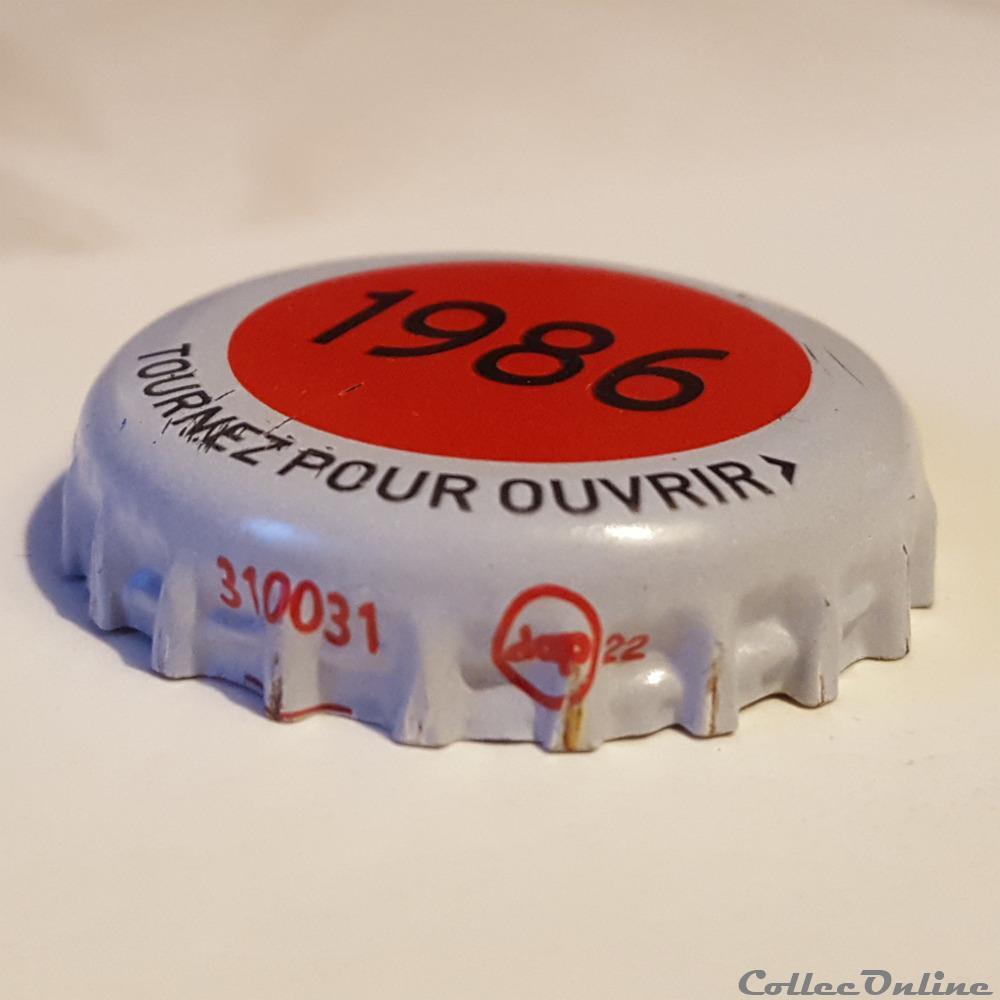 1986
TOURNEZ POUR OUVRIR >
310031
dap 22
CollecOnline